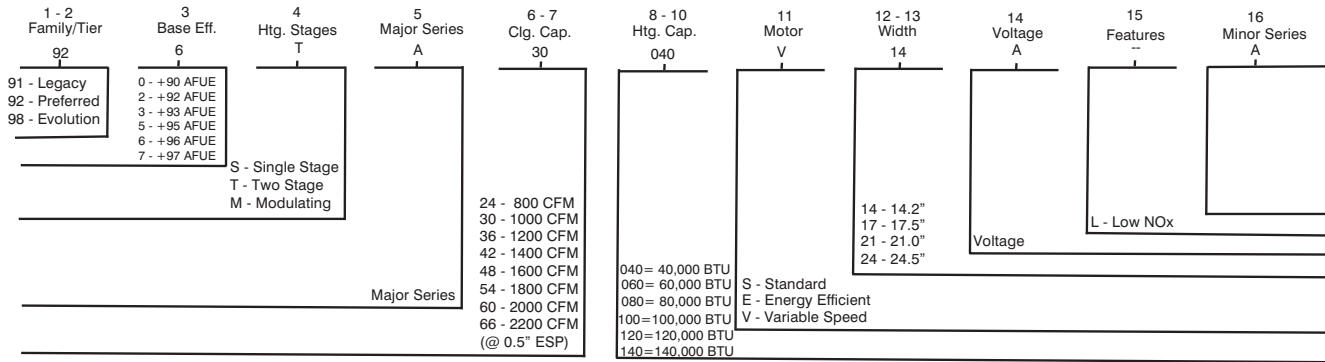 1 - 2
Family/Tier
92
3
Base Eff.
6
4
Htg. Stages
T
5
Major Series
A
6 - 7
Clg. Cap.
30
8 - 10
Htg. Cap.
040
11
Motor
V
12 - 13
Width
14
14
Voltage
A
15
Features
--
16
Minor Series
A
91 - Legacy
92 - Preferred
98 - Evolution
0 - +90 AFUE
2 - +92 AFUE
3 - +93 AFUE
5 - +95 AFUE
6 - +96 AFUE
7 - +97 AFUE
S - Single Stage
T - Two Stage
M - Modulating
Major Series
24 - 800 CFM
30 - 1000 CFM
36 - 1200 CFM
42 - 1400 CFM
48 - 1600 CFM
54 - 1800 CFM
60 - 2000 CFM
66 - 2200 CFM
(@ 0.5" ESP)
040= 40,000 BTU
060= 60,000 BTU
080= 80,000 BTU
100=100,000 BTU
120=120,000 BTU
140=140,000 BTU
S - Standard
E - Energy Efficient
V - Variable Speed
14 - 14.2”
17 - 17.5”
21 - 21.0”
24 - 24.5”
Voltage
L - Low NOx